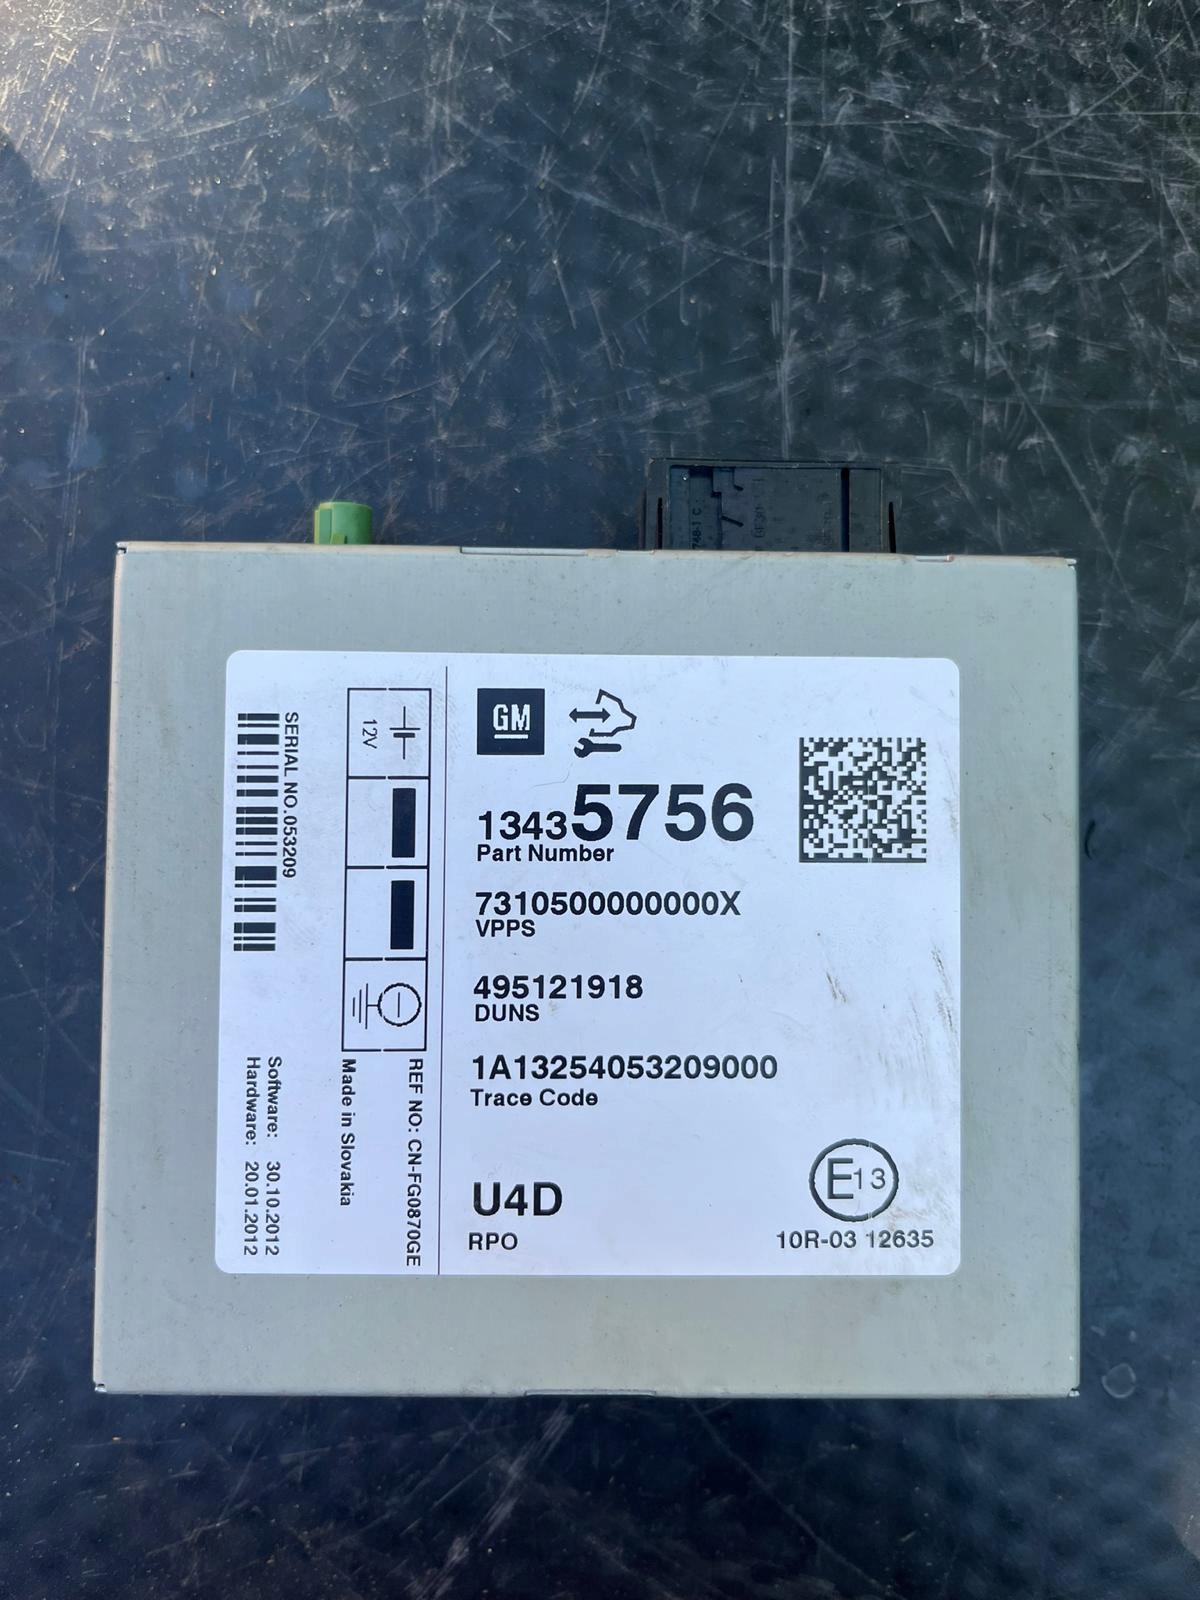 GM
13435756
Part Number
7310500000000X
VPPS
495121918
DUNS
1A13254053209000
Trace Code
U4D
RPO
E13
10R-03 12635
12V
SERIAL NO.053209
REF NO: CN-FG0870GE
Made in Slovakia
Software: 30.10.2012
Hardware: 20.01.2012